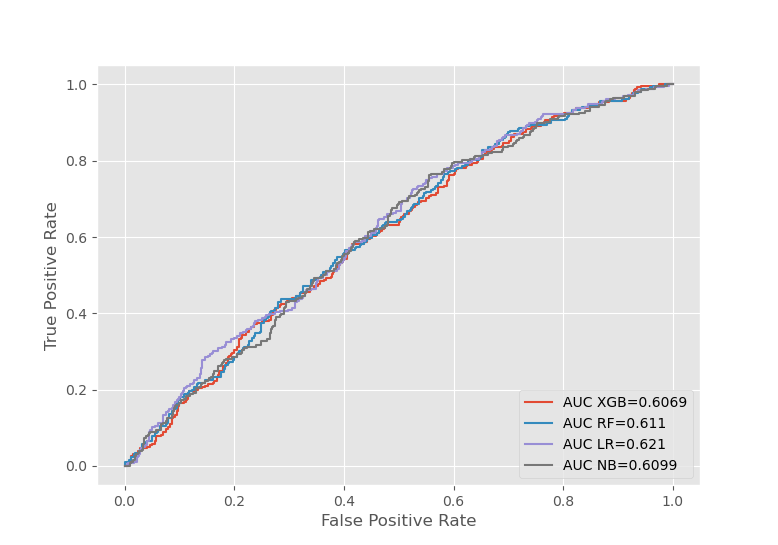 True Positive Rate
1.0
0.8
0.6
0.4
0.2
0.0
AUC XGB=0.6069
AUC RF=0.611
AUC LR=0.621
AUC NB=0.6099
0.0 0.2 0.4 0.6 0.8 1.0
False Positive Rate